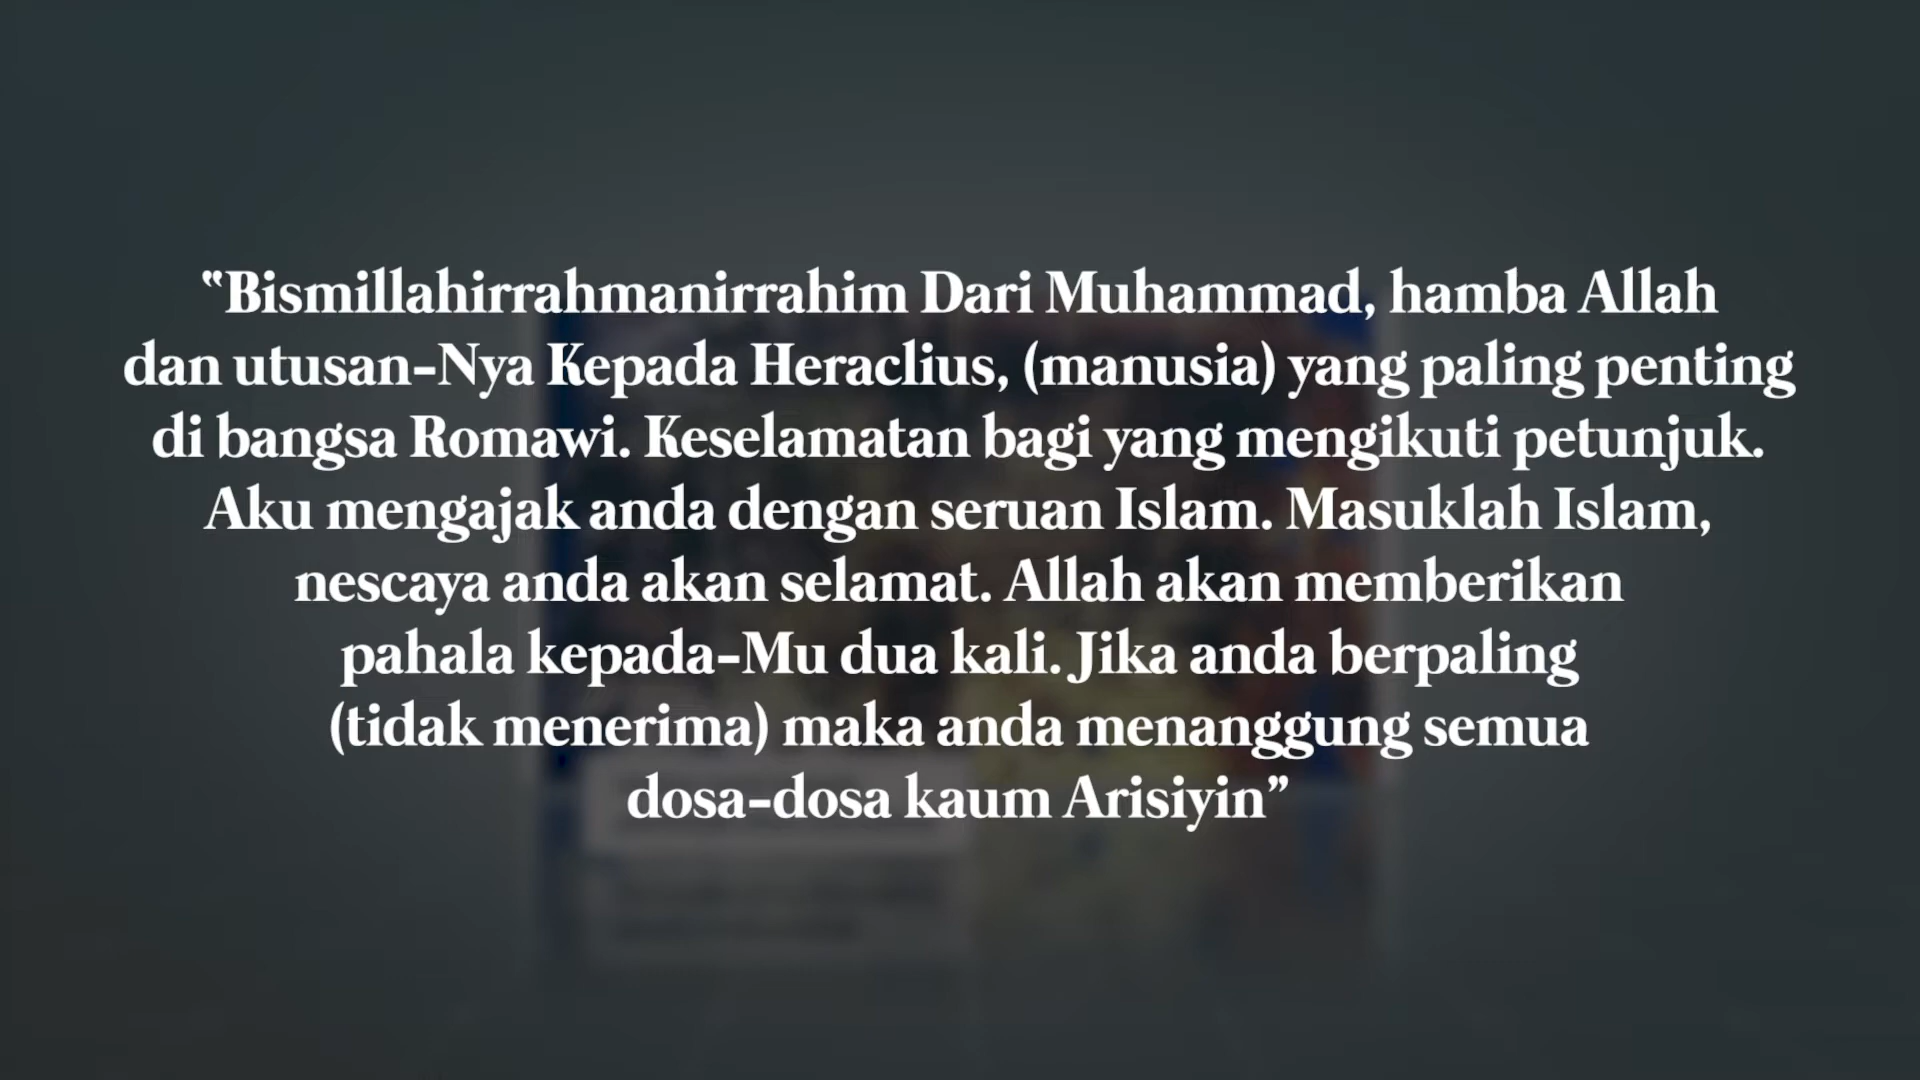 “Bismillahirrahmanirrahim Dari Muhammad, hamba Allah
dan utusan-Nya Kepada Heraclius, (manusia) yang paling penting
di bangsa Romawi. Keselamatan bagi yang mengikuti petunjuk.
Aku mengajak anda dengan seruan Islam. Masuklah Islam,
nescaya anda akan selamat. Allah akan memberikan
pahala kepada-Mu dua kali. Jika anda berpaling
(tidak menerima) maka anda menanggung semua
dosa-dosa kaum Arisiyin”